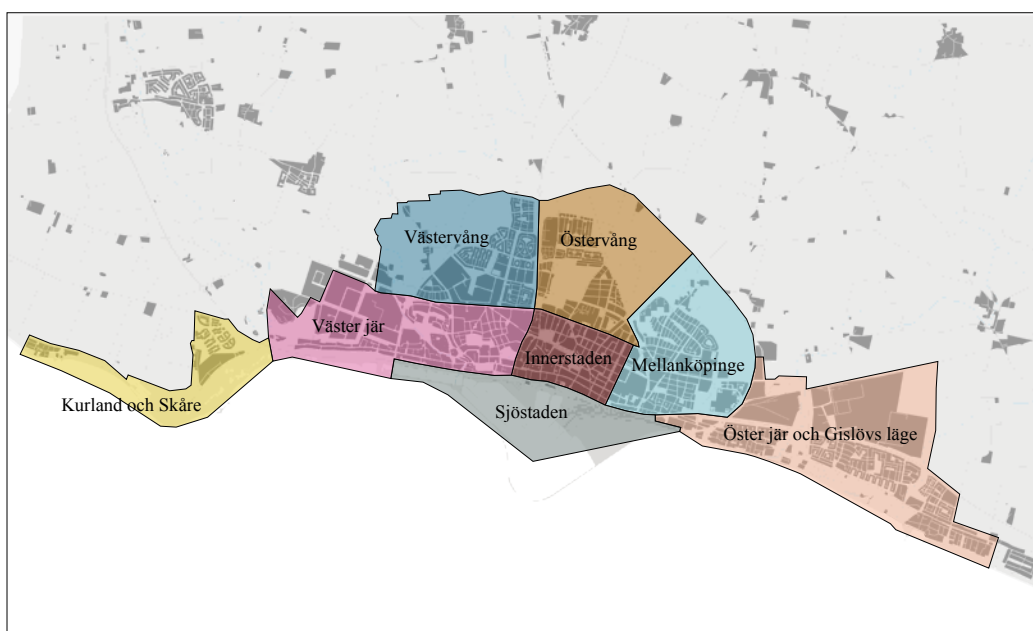 Västervång
Östervång
Väster jär
Innerstaden
Mellanköpinge
Kurland och Skåre
Sjöstaden
Öster jär och Gislövs läge